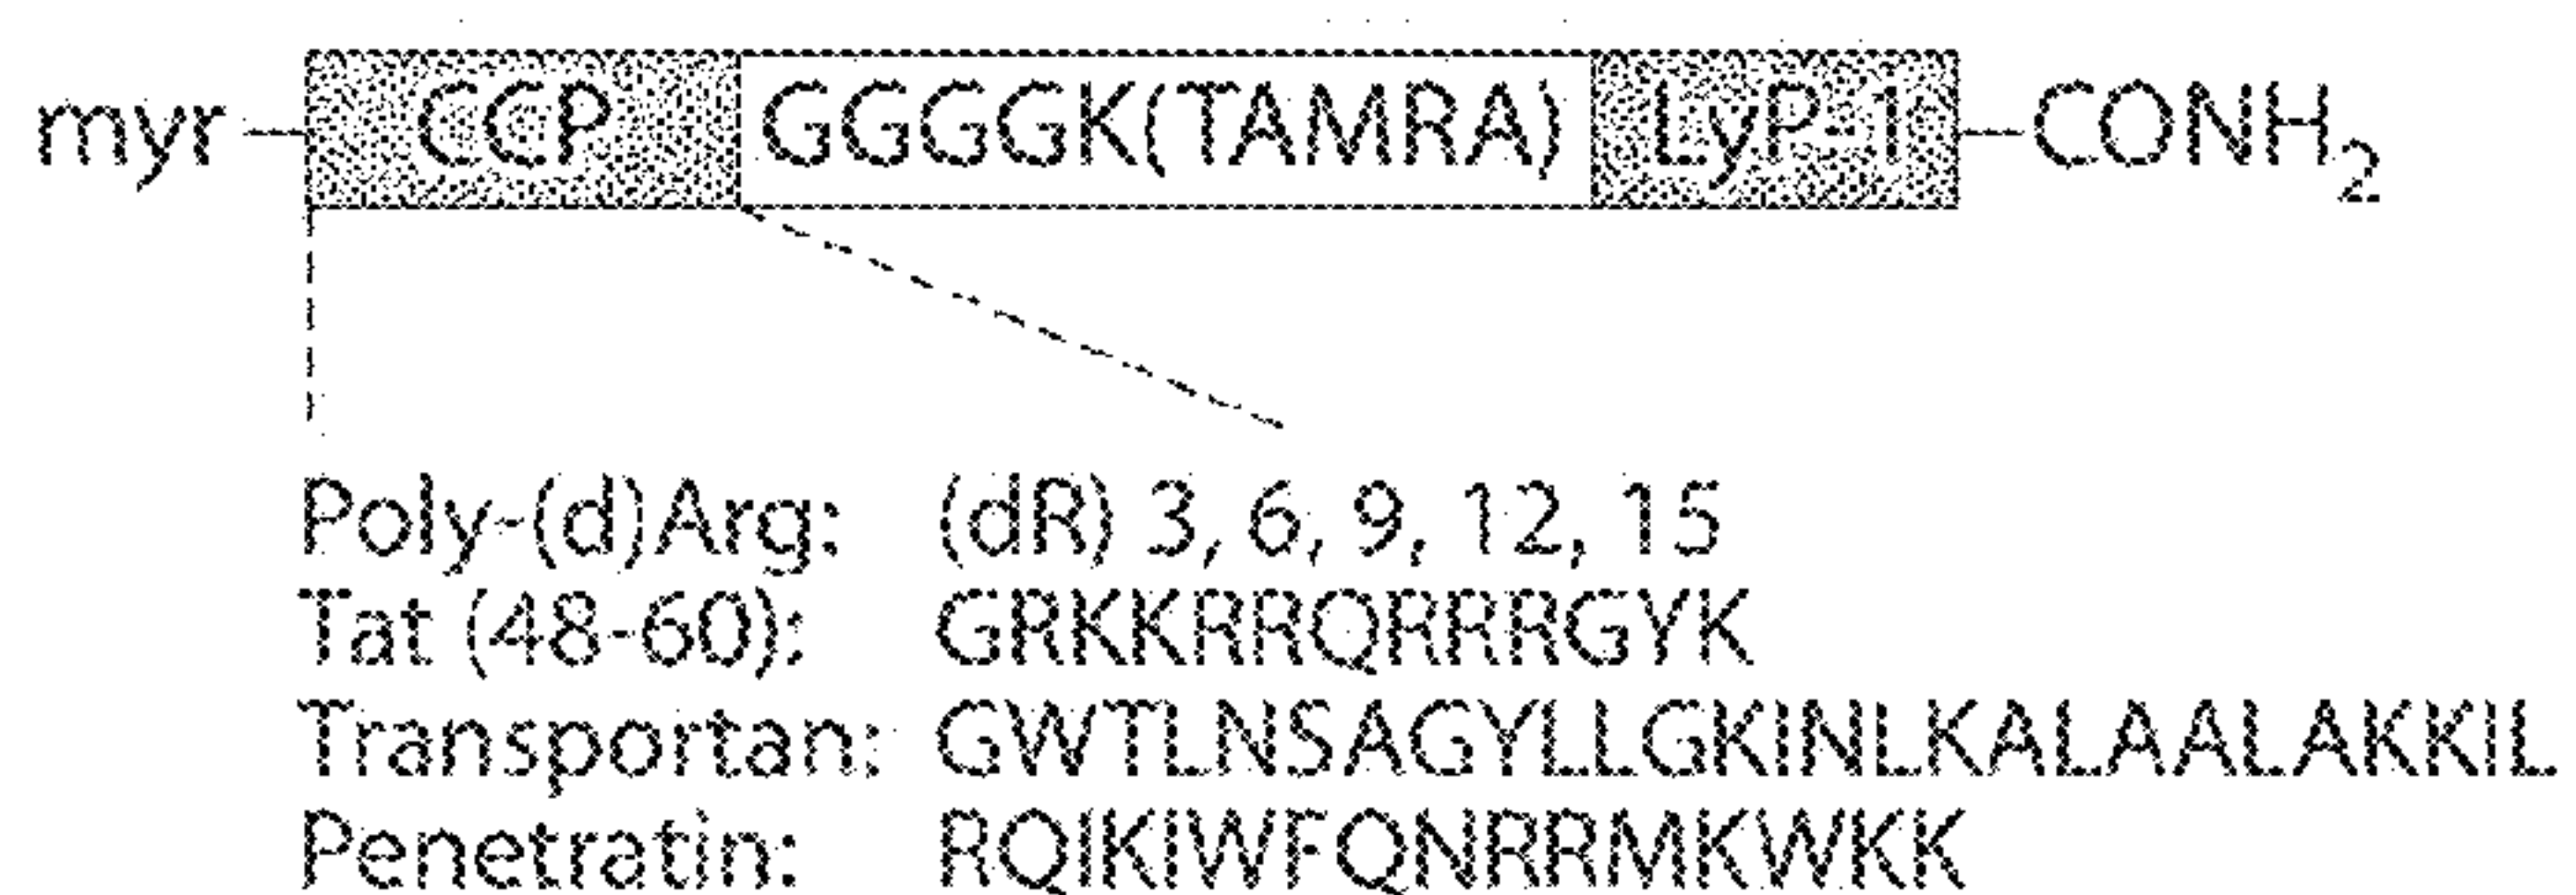 myr CCP GGGGK(TAMRA) LyP-1 CONH2
Poly-(d)Arg: (dR) 3, 6, 9, 12, 15
Tat (48-60): GRKKRRQRRRGYK
Transportan: GWTLNSAGYLLGKINLKALAALAKKIL
Penetratin: RQIKIWFQNRRMKWKK